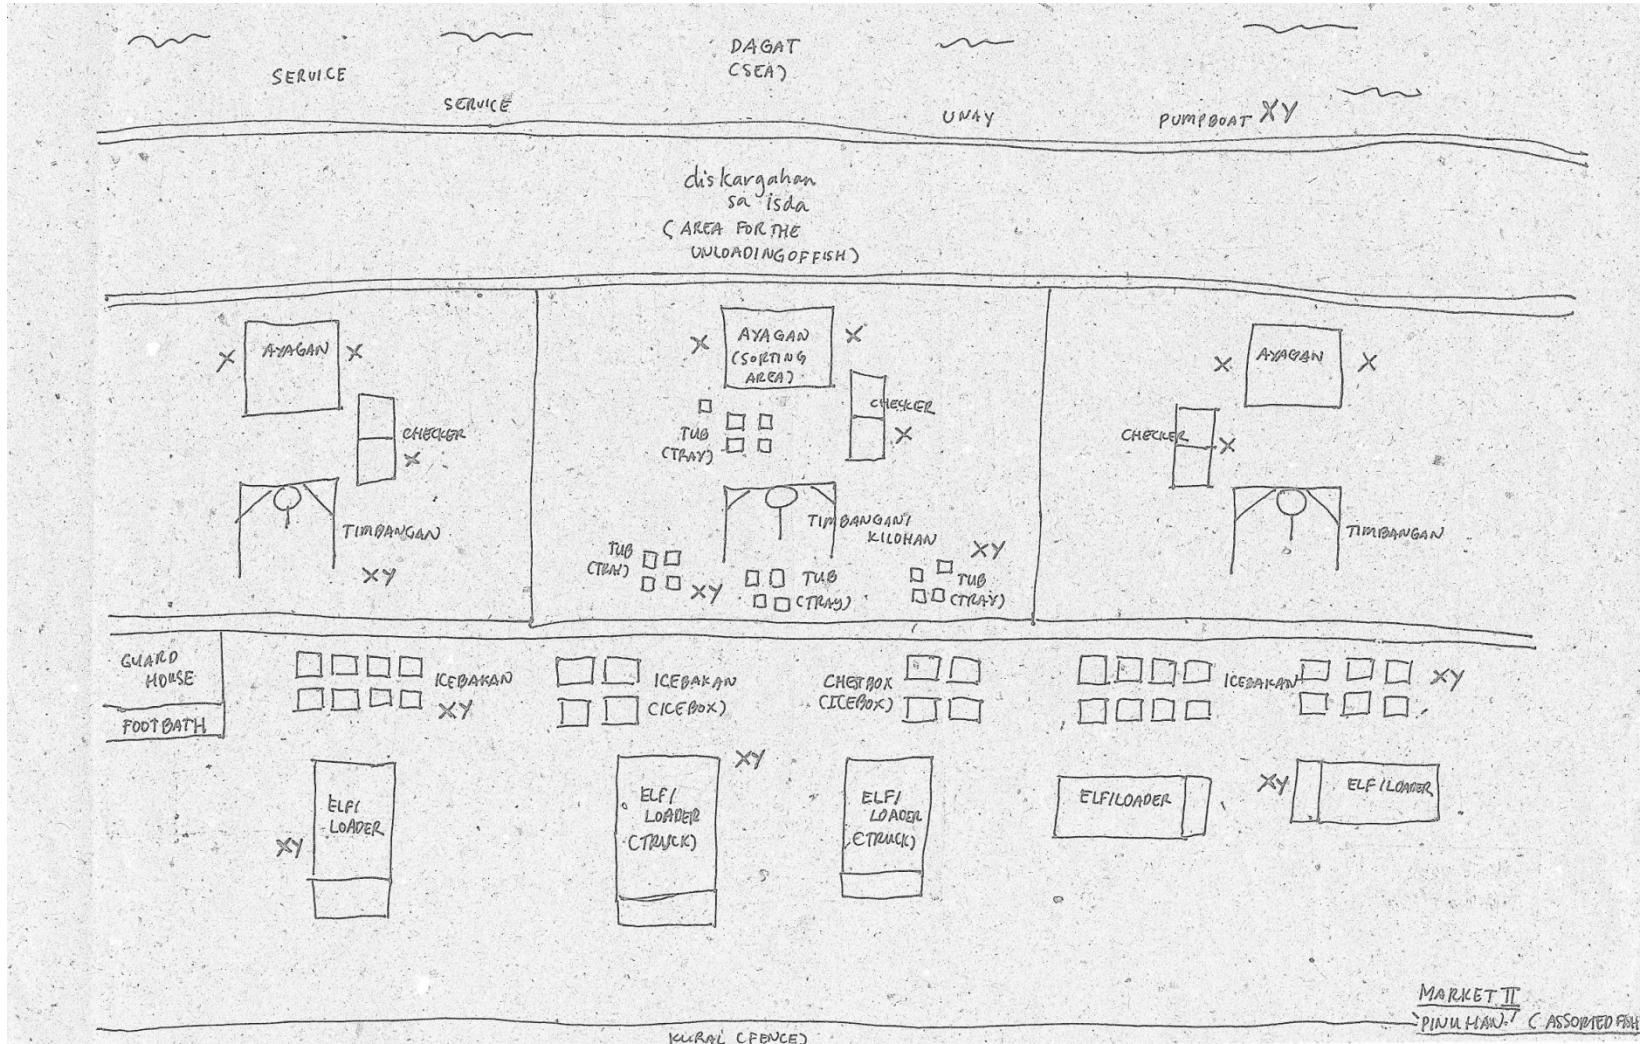 DAGAT
(SEA)
SERVICE
SERVICE
UNAY
PUMPBOAT XY
diskargahan
sa isda
(AREA FOR THE
UNLOADING OF FISH)
X AYAGAN X
CHECKER
X
TIMBANGAN
XY
X AYAGAN X
(SORTING
AREA)
CHECKER
X
TUB
(TRAY)
TIMBANGAN/
KILOHAN
TUB
(TRAY)
XY
TUB
(TRAY)
XY
TUB
(TRAY)
X AYAGAN X
CHECKER X
TIMBANGAN
GUARD
HOUSE
FOOTBATH
ICEBAKAN
XY
ICEBAKAN
(ICEBOX)
CHESTBOX
(ICEBOX)
ICEBAKAN
XY
ELF/
LOADER
XY
ELF/
LOADER
(TRUCK)
XY
ELF/
LOADER
(TRUCK)
ELF/LOADER
XY ELF/LOADER
MARKET II
"PINUHAN" (ASSORTED FISH
KURAL (FENCE)